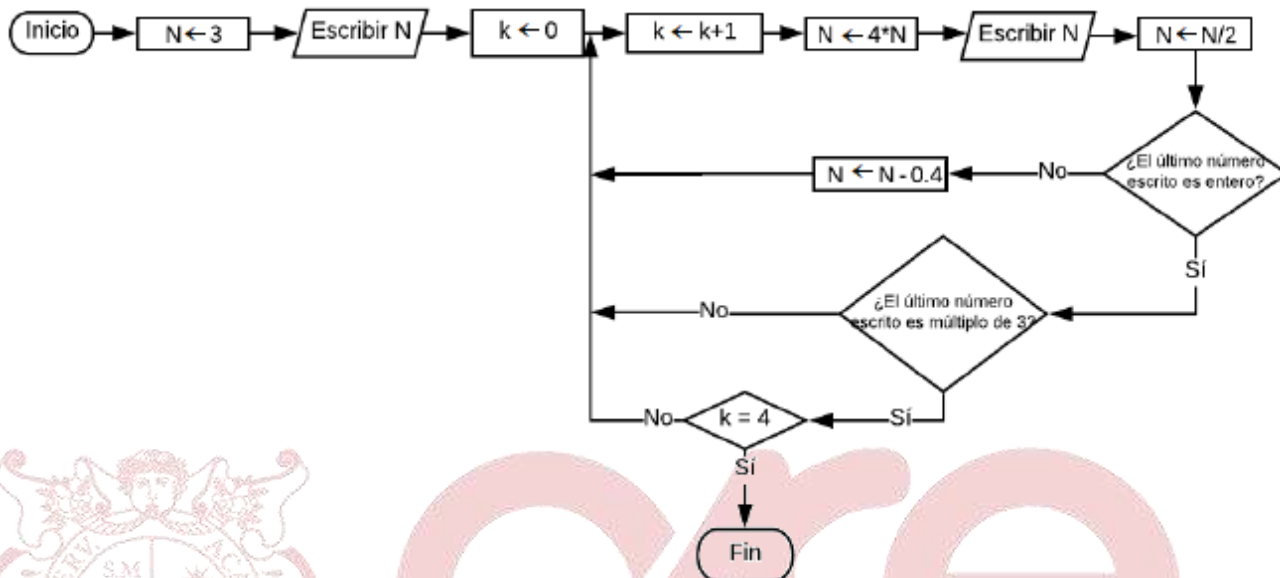 Inicio
N ← 3
Escribir N
k ← 0
k ← k+1
N ← 4*N
Escribir N
N ← N/2
¿El último número
escrito es entero?
No
N ← N - 0.4
Sí
¿El último número
escrito es múltiplo de 3?
No
Sí
k = 4
No
Sí
Fin
cre
S.M